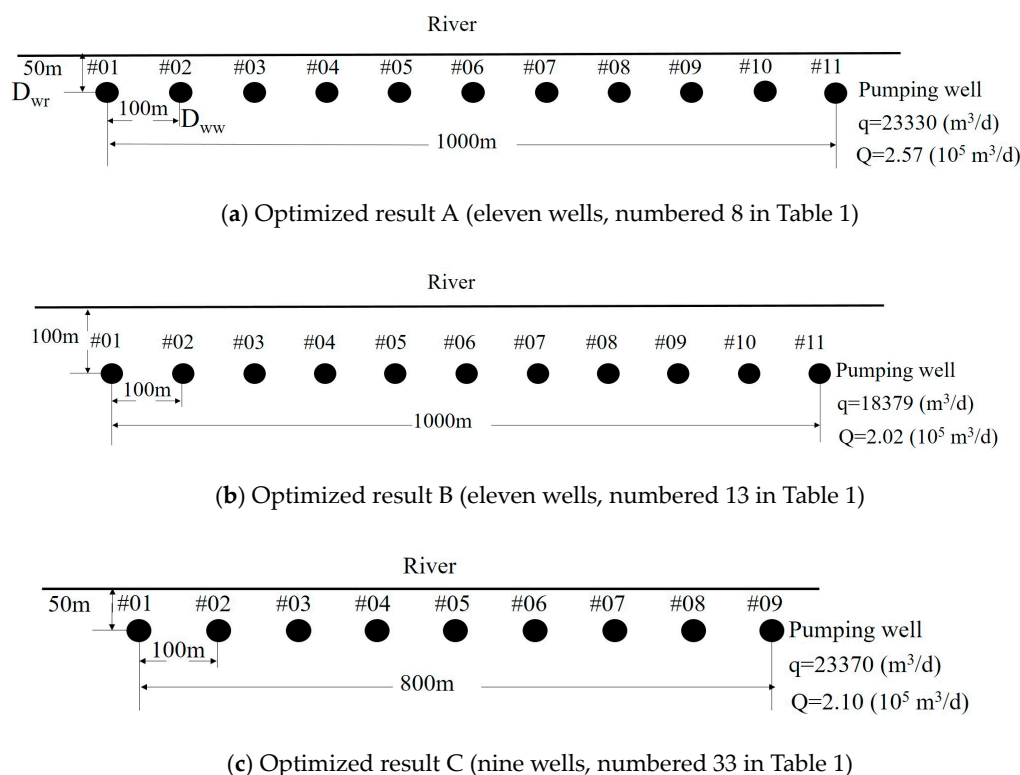 River
50m #01 #02 #03 #04 #05 #06 #07 #08 #09 #10 #11
D_wr
100m D_ww
Pumping well
1000m
q=23330 (m³/d)
Q=2.57 (10⁵ m³/d)
(a) Optimized result A (eleven wells, numbered 8 in Table 1)
River
100m
#01 #02 #03 #04 #05 #06 #07 #08 #09 #10 #11
Pumping well
100m
q=18379 (m³/d)
1000m
Q=2.02 (10⁵ m³/d)
(b) Optimized result B (eleven wells, numbered 13 in Table 1)
River
50m #01 #02 #03 #04 #05 #06 #07 #08 #09
Pumping well
100m
q=23370 (m³/d)
800m
Q=2.10 (10⁵ m³/d)
(c) Optimized result C (nine wells, numbered 33 in Table 1)